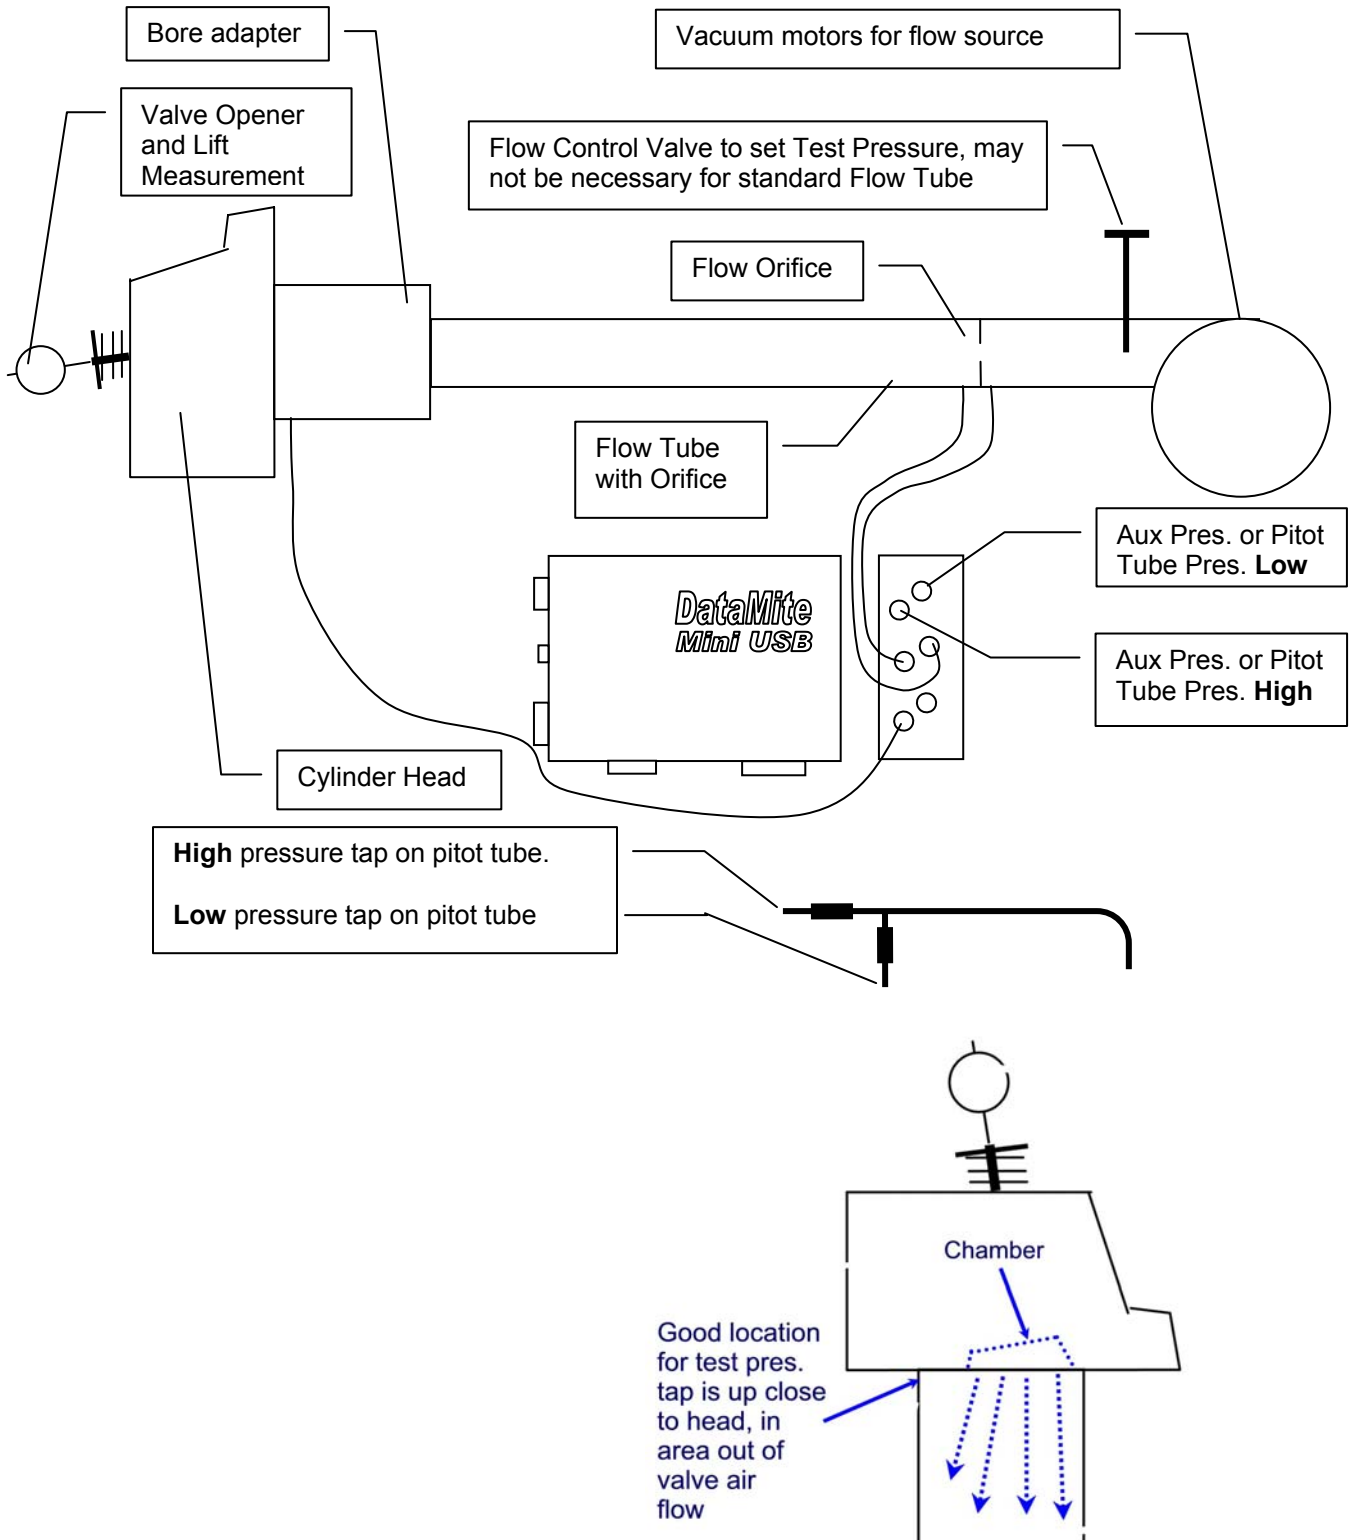 Bore adapter
Vacuum motors for flow source
Valve Opener
and Lift
Measurement
Flow Control Valve to set Test Pressure, may
not be necessary for standard Flow Tube
Flow Orifice
Flow Tube
with Orifice
Aux Pres. or Pitot
Tube Pres. Low
DataMite
Mini USB
Aux Pres. or Pitot
Tube Pres. High
Cylinder Head
High pressure tap on pitot tube.
Low pressure tap on pitot tube
Chamber
Good location
for test pres.
tap is up close
to head, in
area out of
valve air
flow